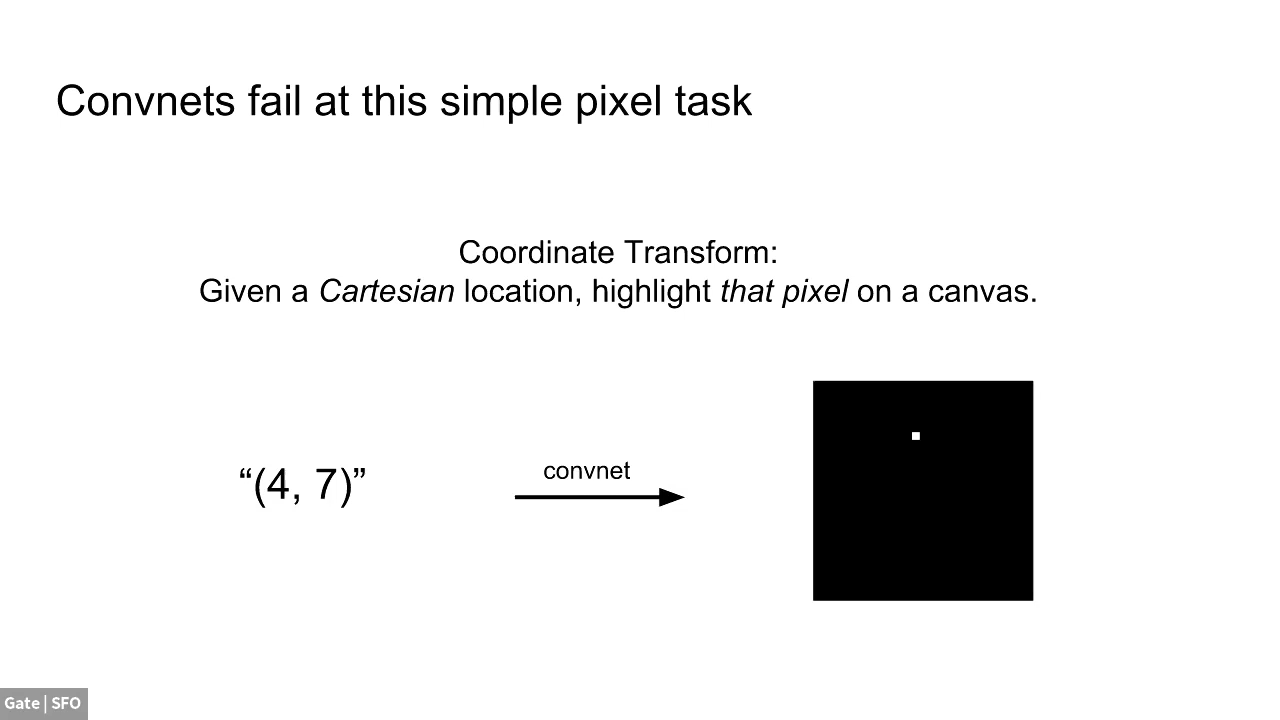 Convnets fail at this simple pixel task
Coordinate Transform:
Given a Cartesian location, highlight that pixel on a canvas.
“(4, 7)”
convnet
Gate | SFO